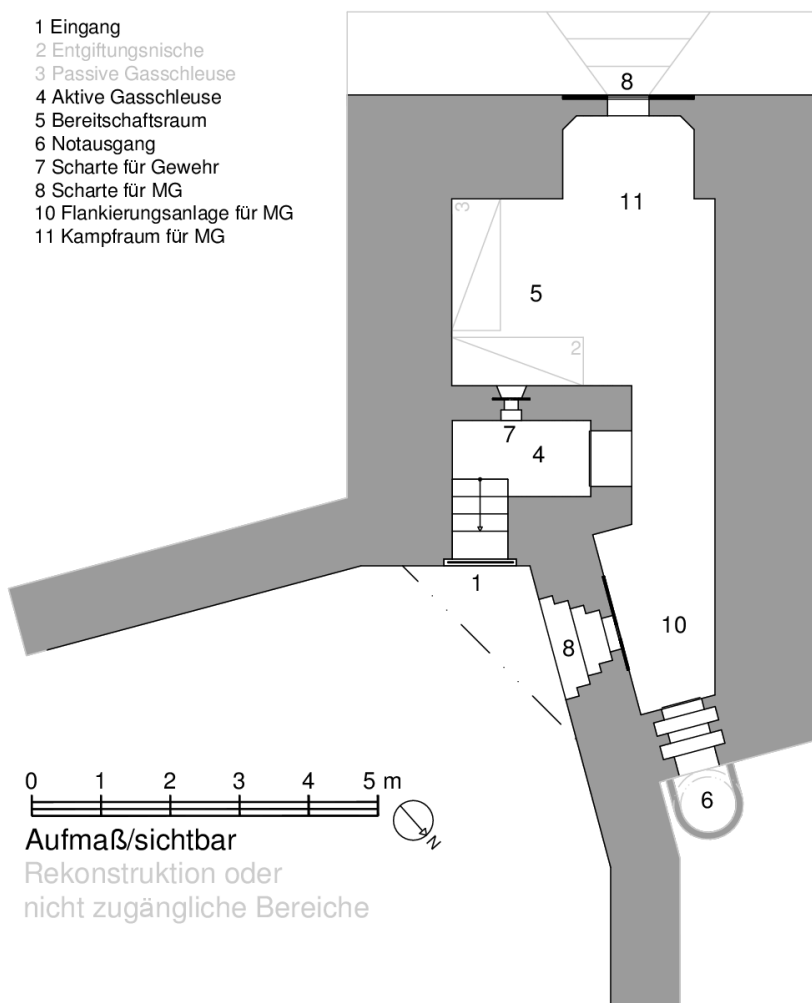 1 Eingang
2 Entgiftungsnische
3 Passive Gasschleuse
4 Aktive Gasschleuse
5 Bereitschaftsraum
6 Notausgang
7 Scharte für Gewehr
8 Scharte für MG
10 Flankierungsanlage für MG
11 Kampfraum für MG
8
11
3
5
2
7
4
1
10
8
6
0 1 2 3 4 5 m
N
Aufmaß/sichtbar
Rekonstruktion oder
nicht zugängliche Bereiche